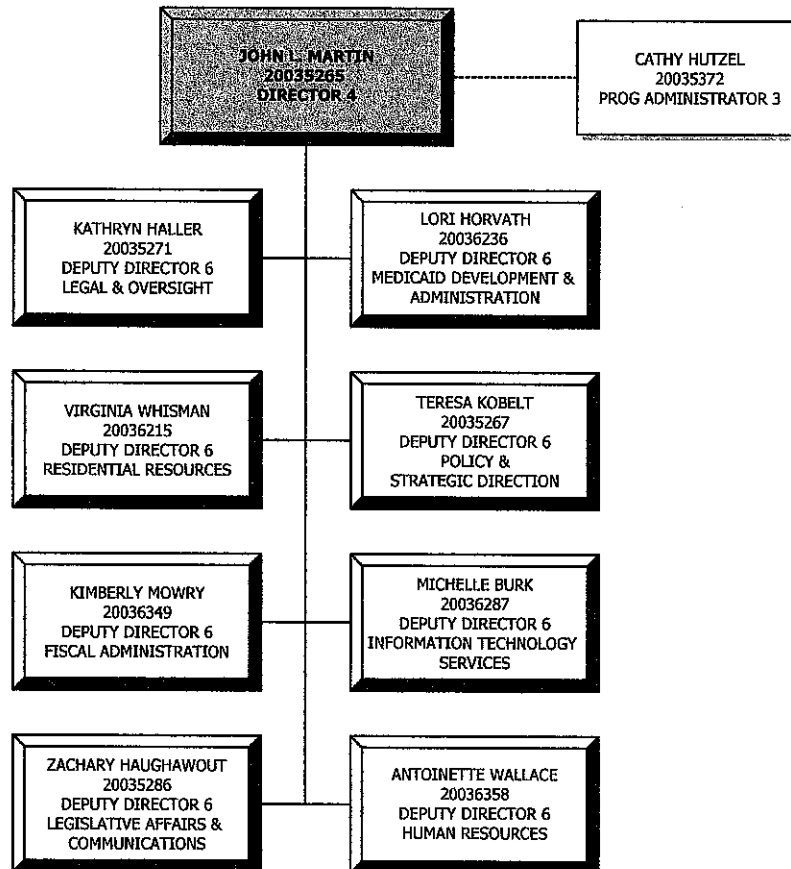 JOHN L. MARTIN
20035265
DIRECTOR 4
CATHY HUTZEL
20035372
PROG ADMINISTRATOR 3
KATHRYN HALLER
20035271
DEPUTY DIRECTOR 6
LEGAL & OVERSIGHT
LORI HORVATH
20036236
DEPUTY DIRECTOR 6
MEDICAID DEVELOPMENT &
ADMINISTRATION
VIRGINIA WHISMAN
20036215
DEPUTY DIRECTOR 6
RESIDENTIAL RESOURCES
TERESA KOBELT
20035267
DEPUTY DIRECTOR 6
POLICY &
STRATEGIC DIRECTION
KIMBERLY MOWRY
20036349
DEPUTY DIRECTOR 6
FISCAL ADMINISTRATION
MICHELLE BURK
20036287
DEPUTY DIRECTOR 6
INFORMATION TECHNOLOGY
SERVICES
ZACHARY HAUGHAWOUT
20035286
DEPUTY DIRECTOR 6
LEGISLATIVE AFFAIRS &
COMMUNICATIONS
ANTOINETTE WALLACE
20036358
DEPUTY DIRECTOR 6
HUMAN RESOURCES